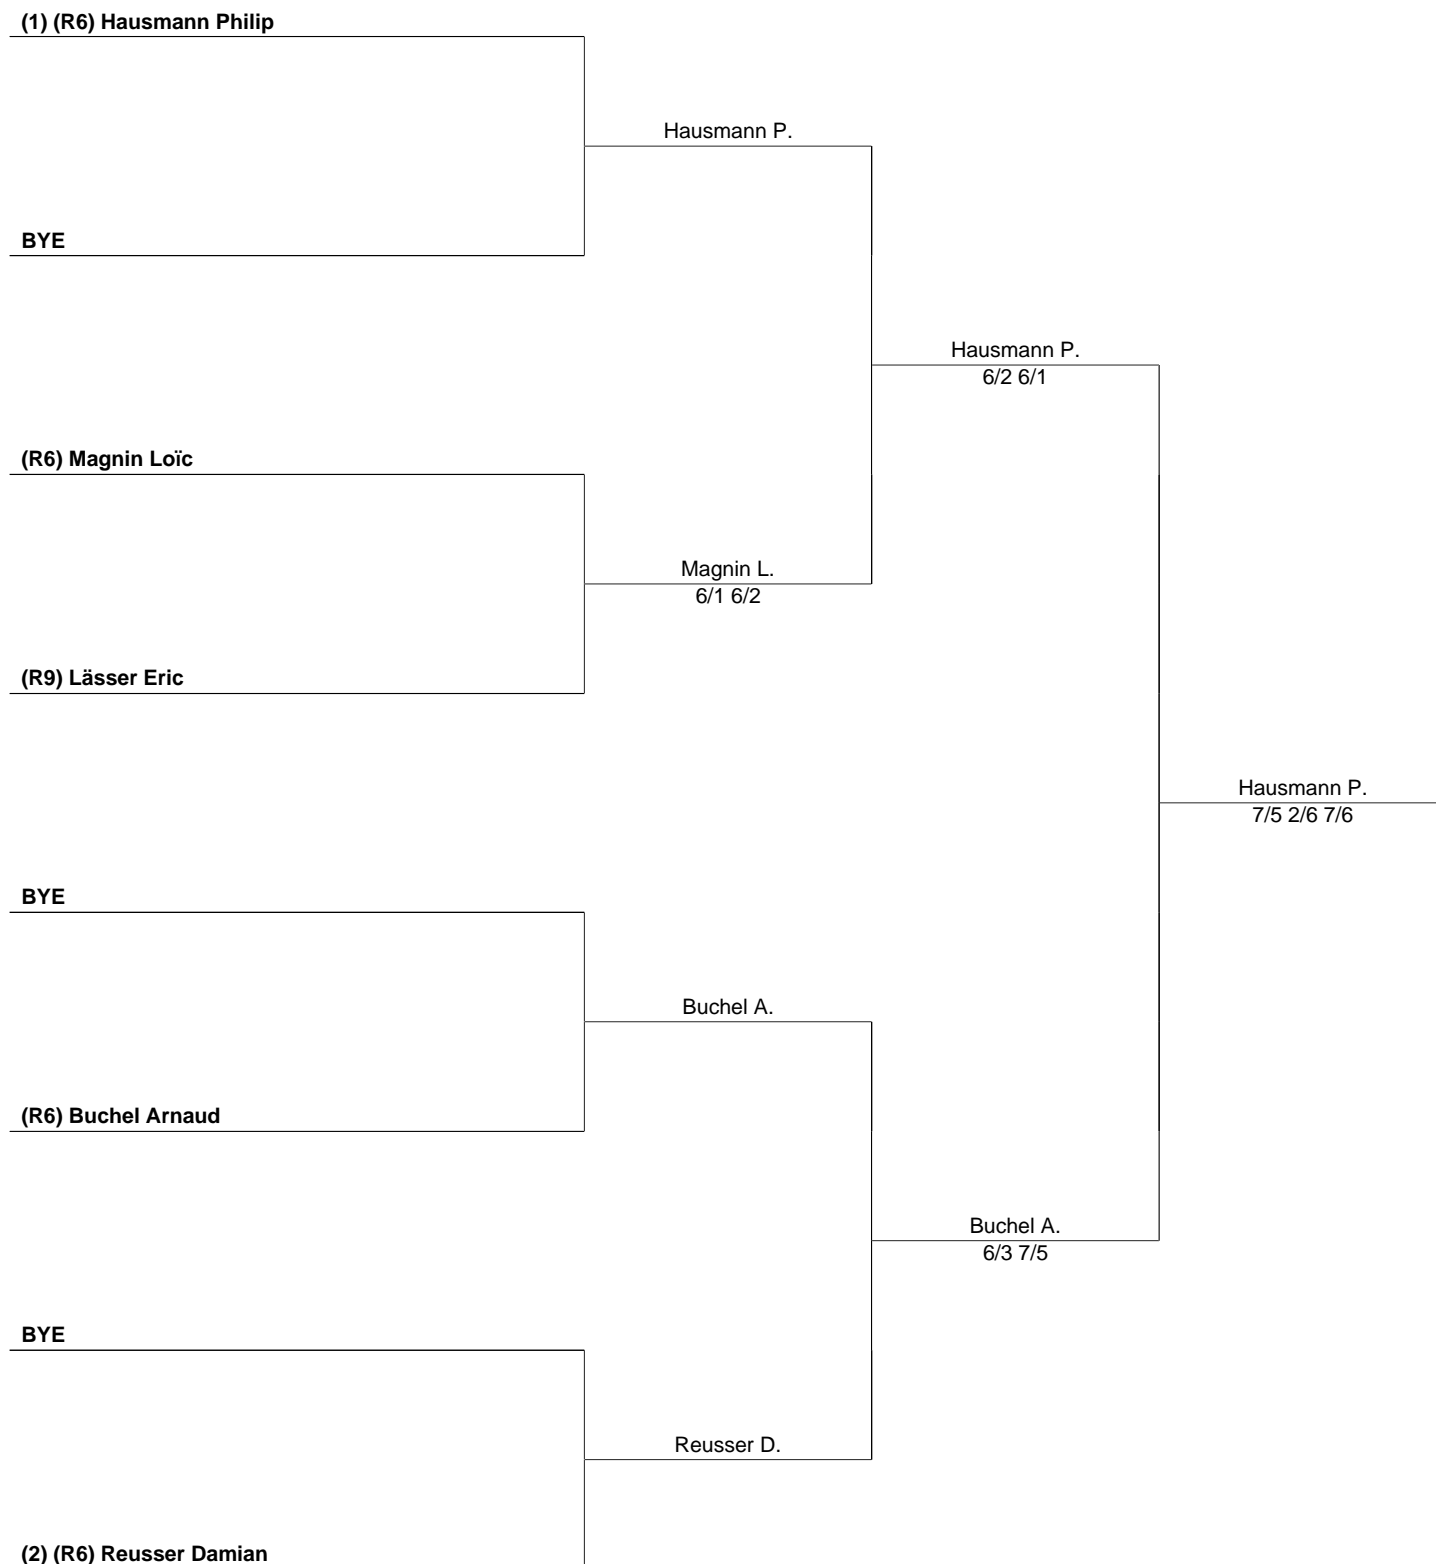 (1) (R6) Hausmann Philip
Hausmann P.
BYE
Hausmann P.
6/2 6/1
(R6) Magnin Loïc
Magnin L.
6/1 6/2
(R9) Lässer Eric
Hausmann P.
7/5 2/6 7/6
BYE
Buchel A.
(R6) Buchel Arnaud
Buchel A.
6/3 7/5
BYE
Reusser D.
(2) (R6) Reusser Damian